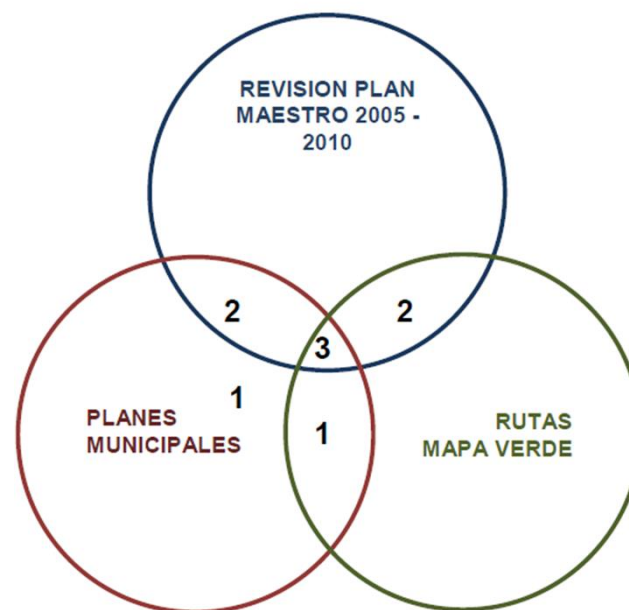 REVISION PLAN
MAESTRO 2005 -
2010
2
2
3
1
1
PLANES
MUNICIPALES
RUTAS
MAPA VERDE